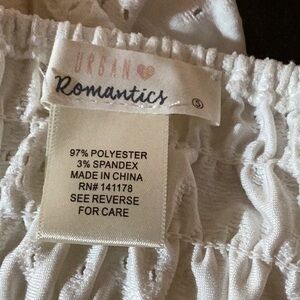 URBAN
Romantics
S
97% POLYESTER
3% SPANDEX
MADE IN CHINA
RN# 141178
SEE REVERSE
FOR CARE